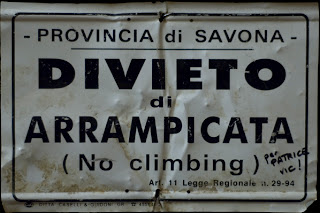 - PROVINCIA di SAVONA -
DIVIETO
di
ARRAMPICATA
(No climbing)
per PATRICE
VIC!
Art. 11 Legge Regionale n. 29-94